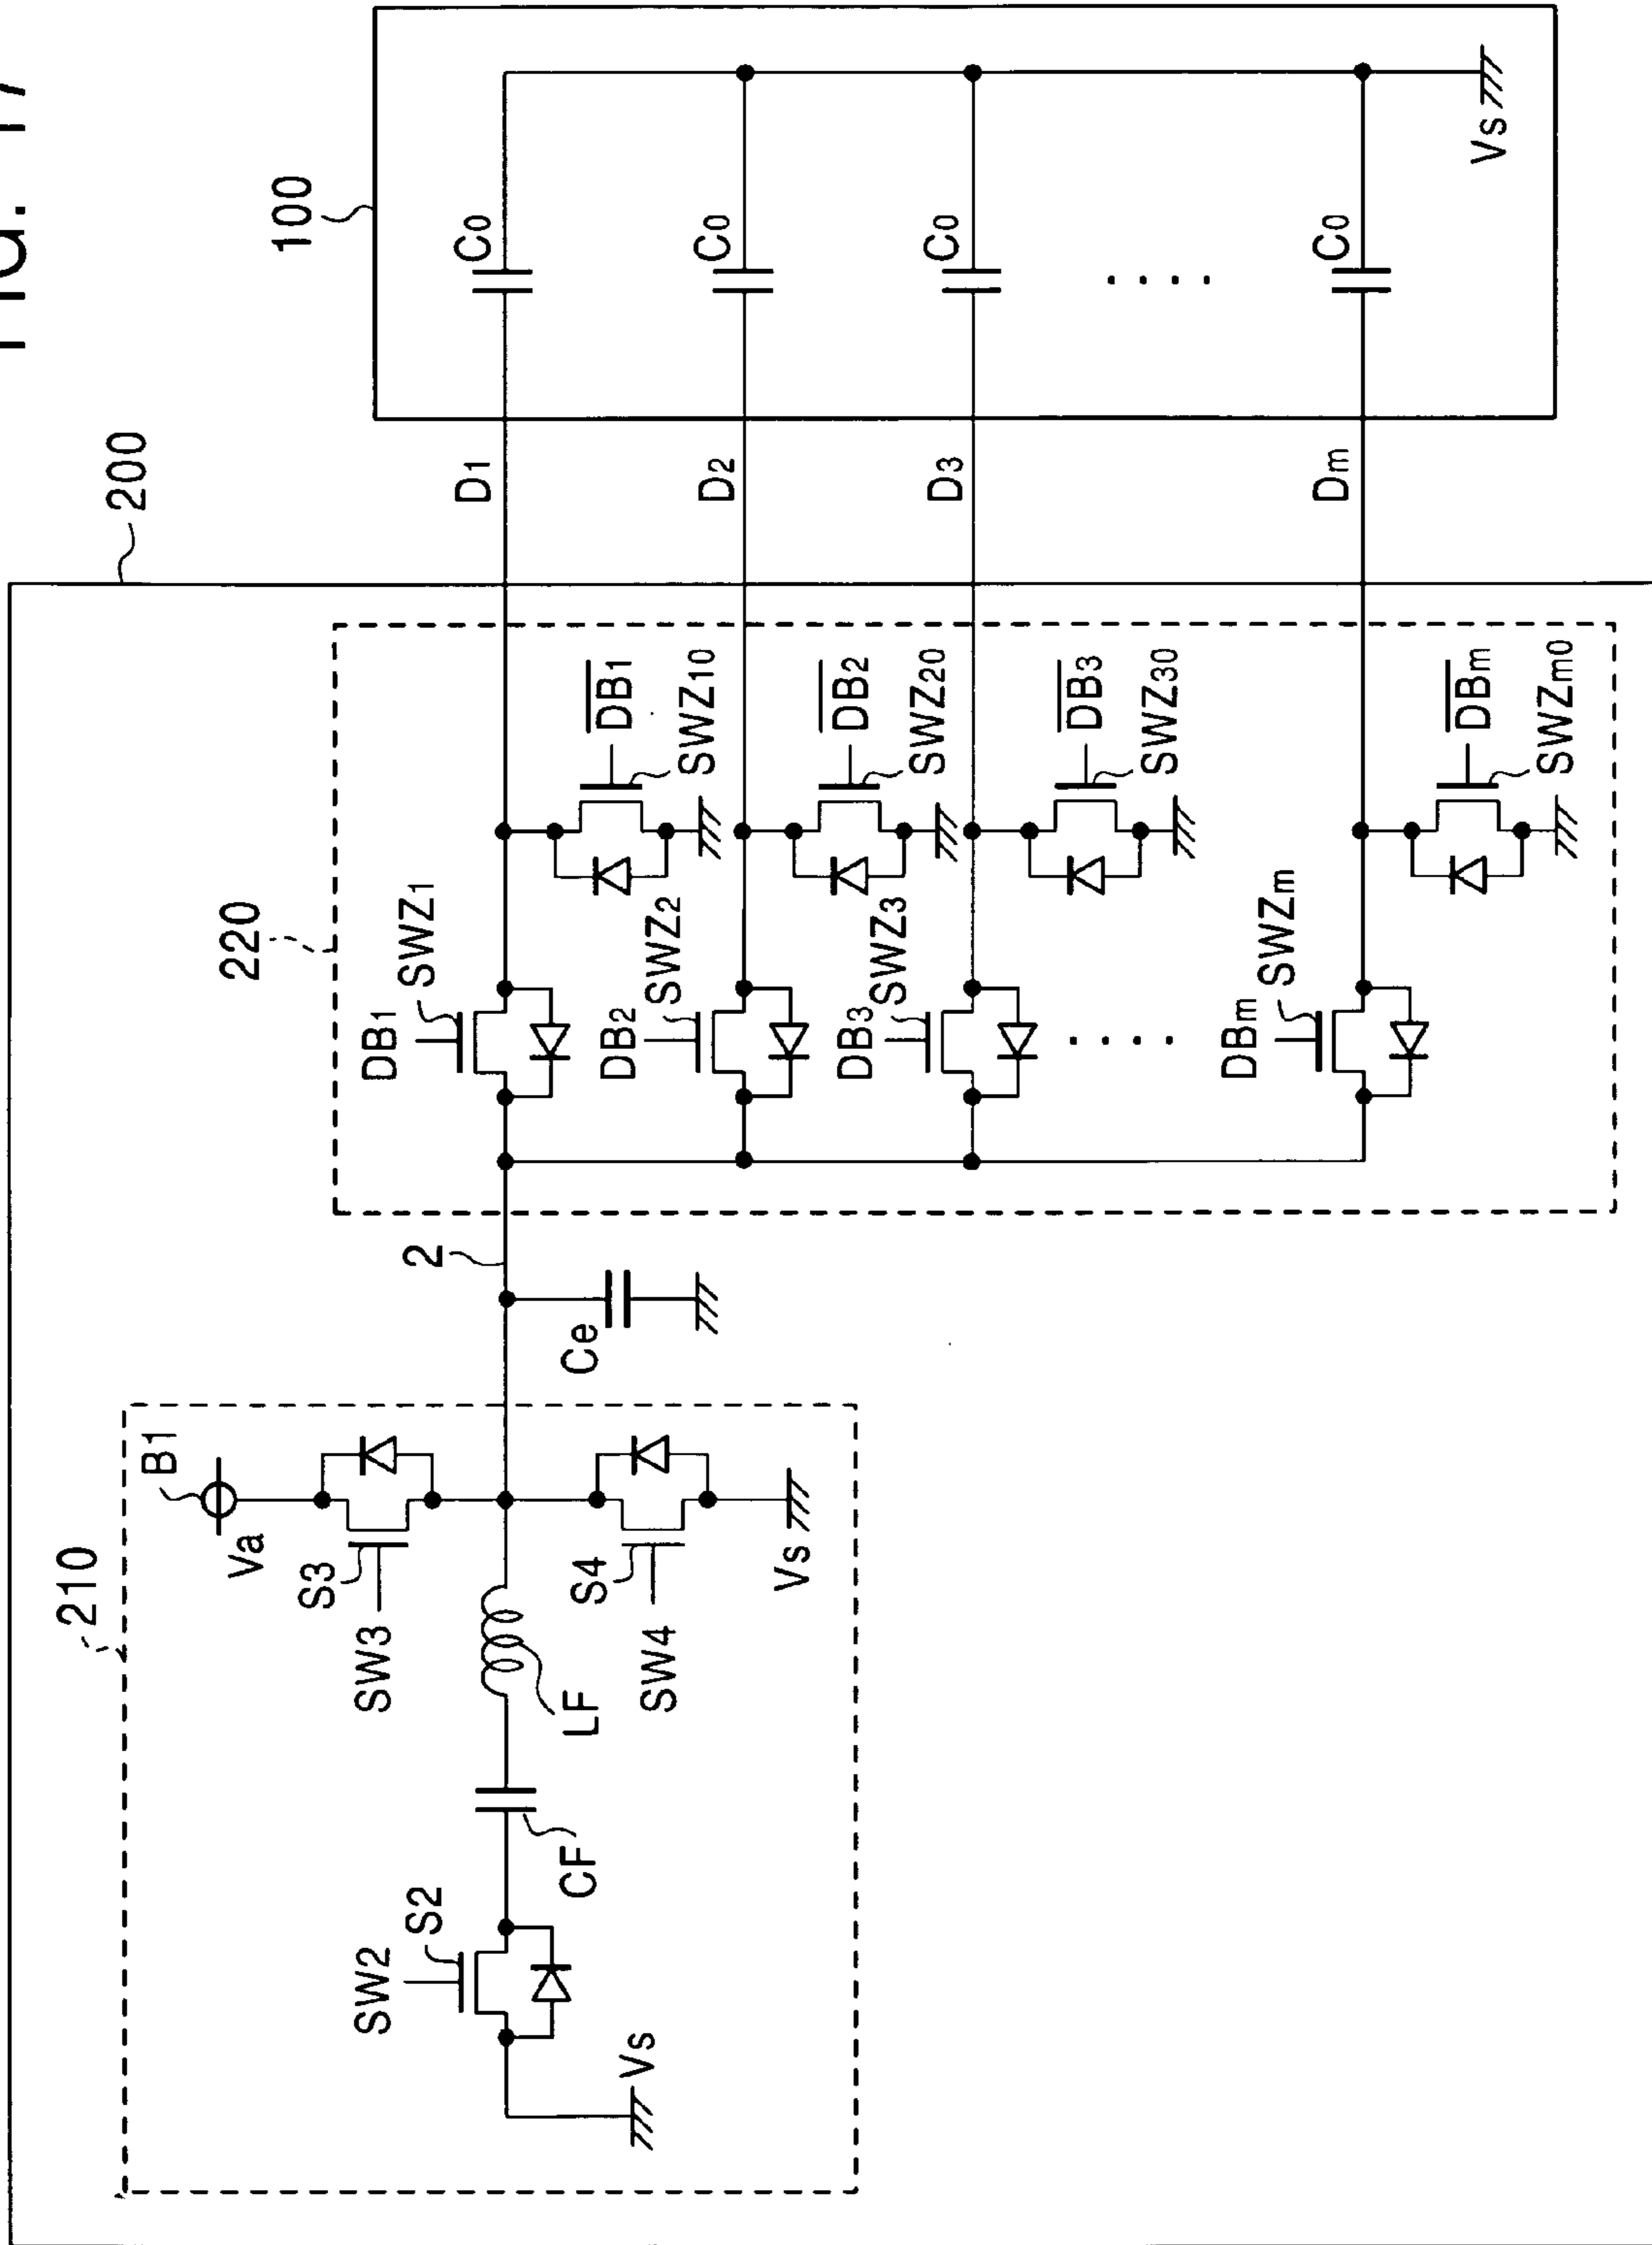 FIG. 17
200
100
210
B1
Va
S3
SW3
SW2
S2
CF
LF
S4
SW4
Vs
Vs
Ce
2
220
DB1
SWZ1
D1
C0
DB1
SWZ10
DB2
SWZ2
D2
C0
DB2
SWZ20
DB3
SWZ3
D3
C0
DB3
SWZ30
. . . .
. . . .
DBm
SWZm
Dm
C0
DBm
SWZm0
Vs